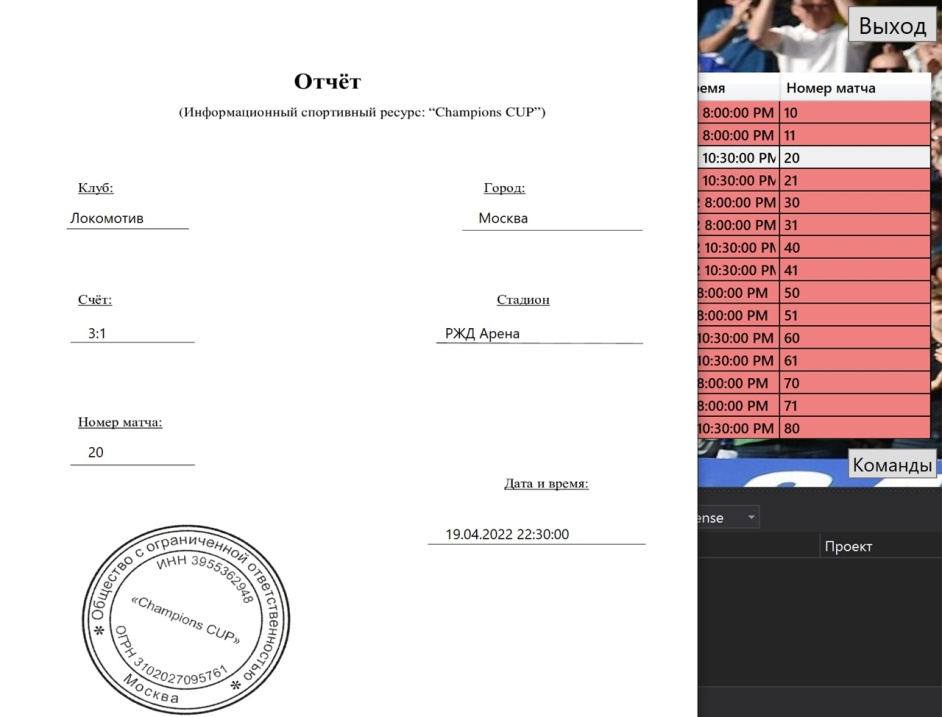 Отчёт
(Информационный спортивный ресурс: “Champions CUP”)
Клуб:
Город:
Локомотив
Москва
Счёт:
Стадион
3:1
РЖД Арена
Номер матча:
20
Дата и время:
19.04.2022 22:30:00
Общество с ограниченной ответственностью
ИНН 3955362948
«Champions CUP»
ОГРН 3102027095761
Москва
Выход
Номер матча
8:00:00 PM 10
8:00:00 PM 11
10:30:00 PM 20
10:30:00 PM 21
8:00:00 PM 30
8:00:00 PM 31
10:30:00 PM 40
10:30:00 PM 41
8:00:00 PM 50
8:00:00 PM 51
10:30:00 PM 60
10:30:00 PM 61
8:00:00 PM 70
8:00:00 PM 71
10:30:00 PM 80
Команды
Проект